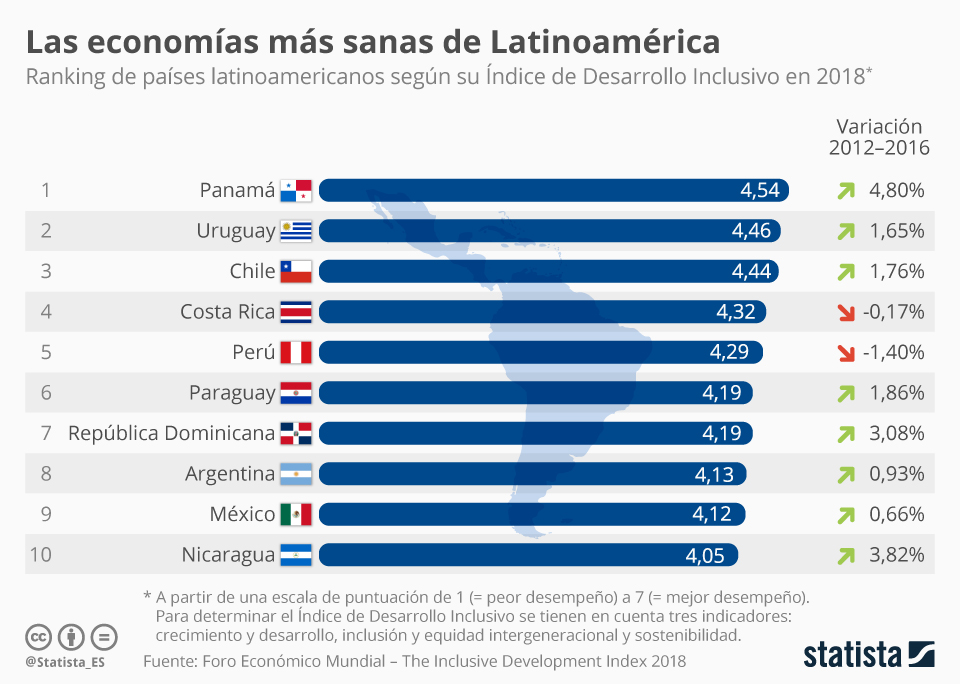 Las economías más sanas de Latinoamérica
Ranking de países latinoamericanos según su Índice de Desarrollo Inclusivo en 2018*
Variación
2012–2016
1 Panamá 4,54 4,80%
2 Uruguay 4,46 1,65%
3 Chile 4,44 1,76%
4 Costa Rica 4,32 -0,17%
5 Perú 4,29 -1,40%
6 Paraguay 4,19 1,86%
7 República Dominicana 4,19 3,08%
8 Argentina 4,13 0,93%
9 México 4,12 0,66%
10 Nicaragua 4,05 3,82%
* A partir de una escala de puntuación de 1 (= peor desempeño) a 7 (= mejor desempeño).
Para determinar el Índice de Desarrollo Inclusivo se tienen en cuenta tres indicadores:
crecimiento y desarrollo, inclusión y equidad intergeneracional y sostenibilidad.
cc
@Statista_ES
Fuente: Foro Económico Mundial – The Inclusive Development Index 2018
statista